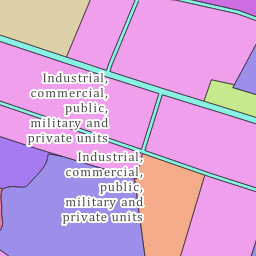 Industrial,
commercial,
public,
military and
private units
Industrial,
commercial,
public,
military and
private units